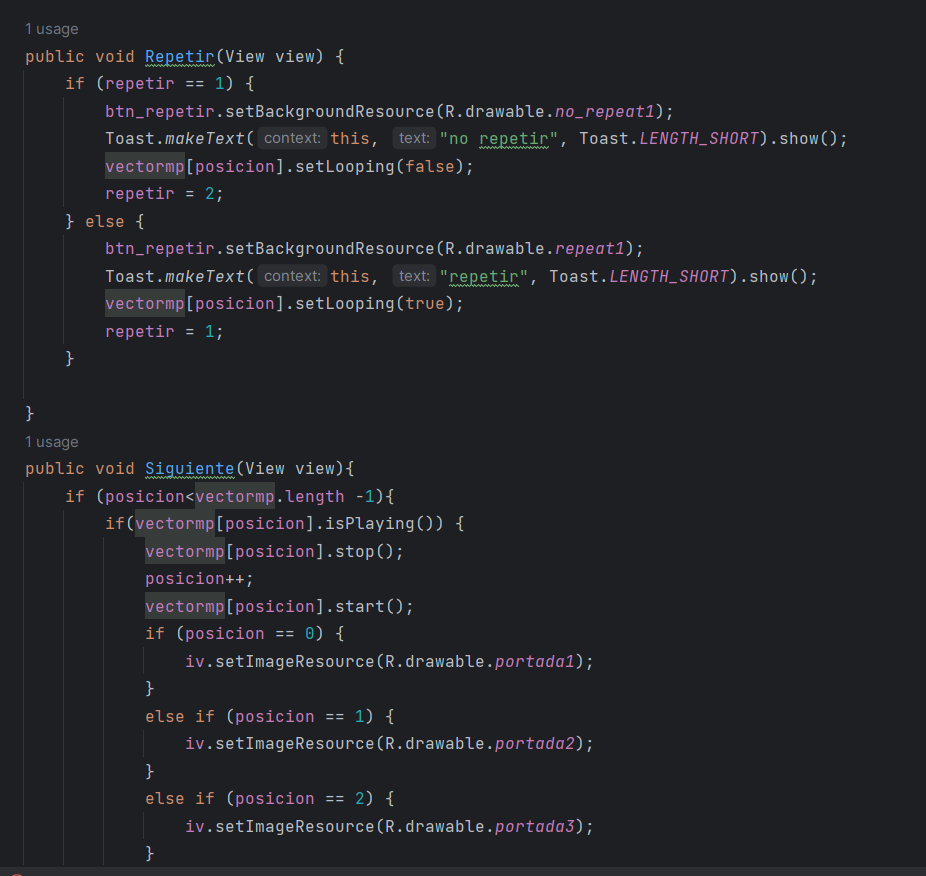 1 usage
public void Repetir(View view) {
if (repetir == 1) {
btn_repetir.setBackgroundResource(R.drawable.no_repeat1);
Toast.makeText( context: this, text: "no repetir", Toast.LENGTH_SHORT).show();
vectormp[posicion].setLooping(false);
repetir = 2;
} else {
btn_repetir.setBackgroundResource(R.drawable.repeat1);
Toast.makeText( context: this, text: "repetir", Toast.LENGTH_SHORT).show();
vectormp[posicion].setLooping(true);
repetir = 1;
}
}
1 usage
public void Siguiente(View view){
if (posicion<vectormp.length -1){
if(vectormp[posicion].isPlaying()) {
vectormp[posicion].stop();
posicion++;
vectormp[posicion].start();
if (posicion == 0) {
iv.setImageResource(R.drawable.portada1);
}
else if (posicion == 1) {
iv.setImageResource(R.drawable.portada2);
}
else if (posicion == 2) {
iv.setImageResource(R.drawable.portada3);
}